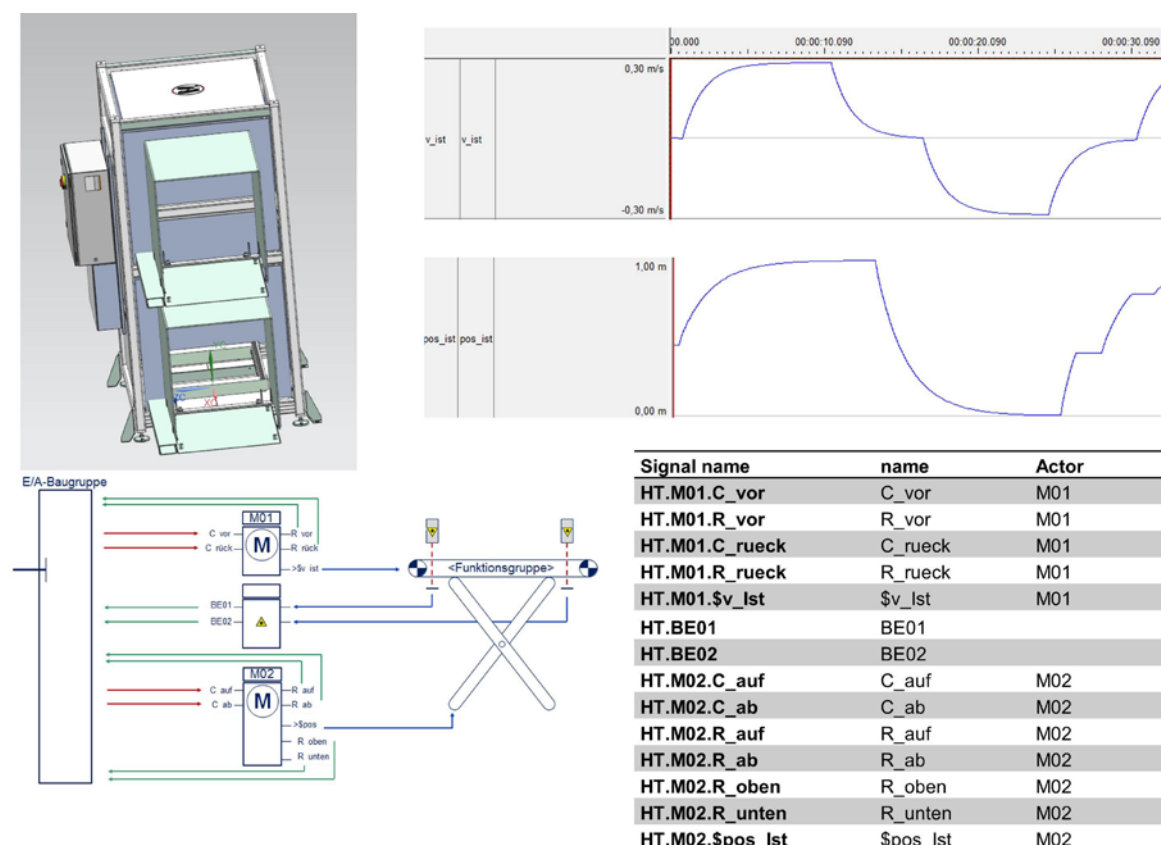 00.000 00:00:10.090 00:00:20.090 00:00:30.090
0,30 m/s
v_ist v_ist
-0,30 m/s
1,00 m
pos_ist pos_ist
0,00 m
E/A-Baugruppe
M01
C vor R vor
M
C rück R rück
>$v ist
<Funktionsgruppe>
BE01
BE02
M02
C auf R auf
M
C ab R ab
>$pos
R oben
R unten
Signal name name Actor
HT.M01.C_vor C_vor M01
HT.M01.R_vor R_vor M01
HT.M01.C_rueck C_rueck M01
HT.M01.R_rueck R_rueck M01
HT.M01.$v_Ist $v_Ist M01
HT.BE01 BE01
HT.BE02 BE02
HT.M02.C_auf C_auf M02
HT.M02.C_ab C_ab M02
HT.M02.R_auf R_auf M02
HT.M02.R_ab R_ab M02
HT.M02.R_oben R_oben M02
HT.M02.R_unten R_unten M02
HT.M02.$pos_Ist $pos_Ist M02